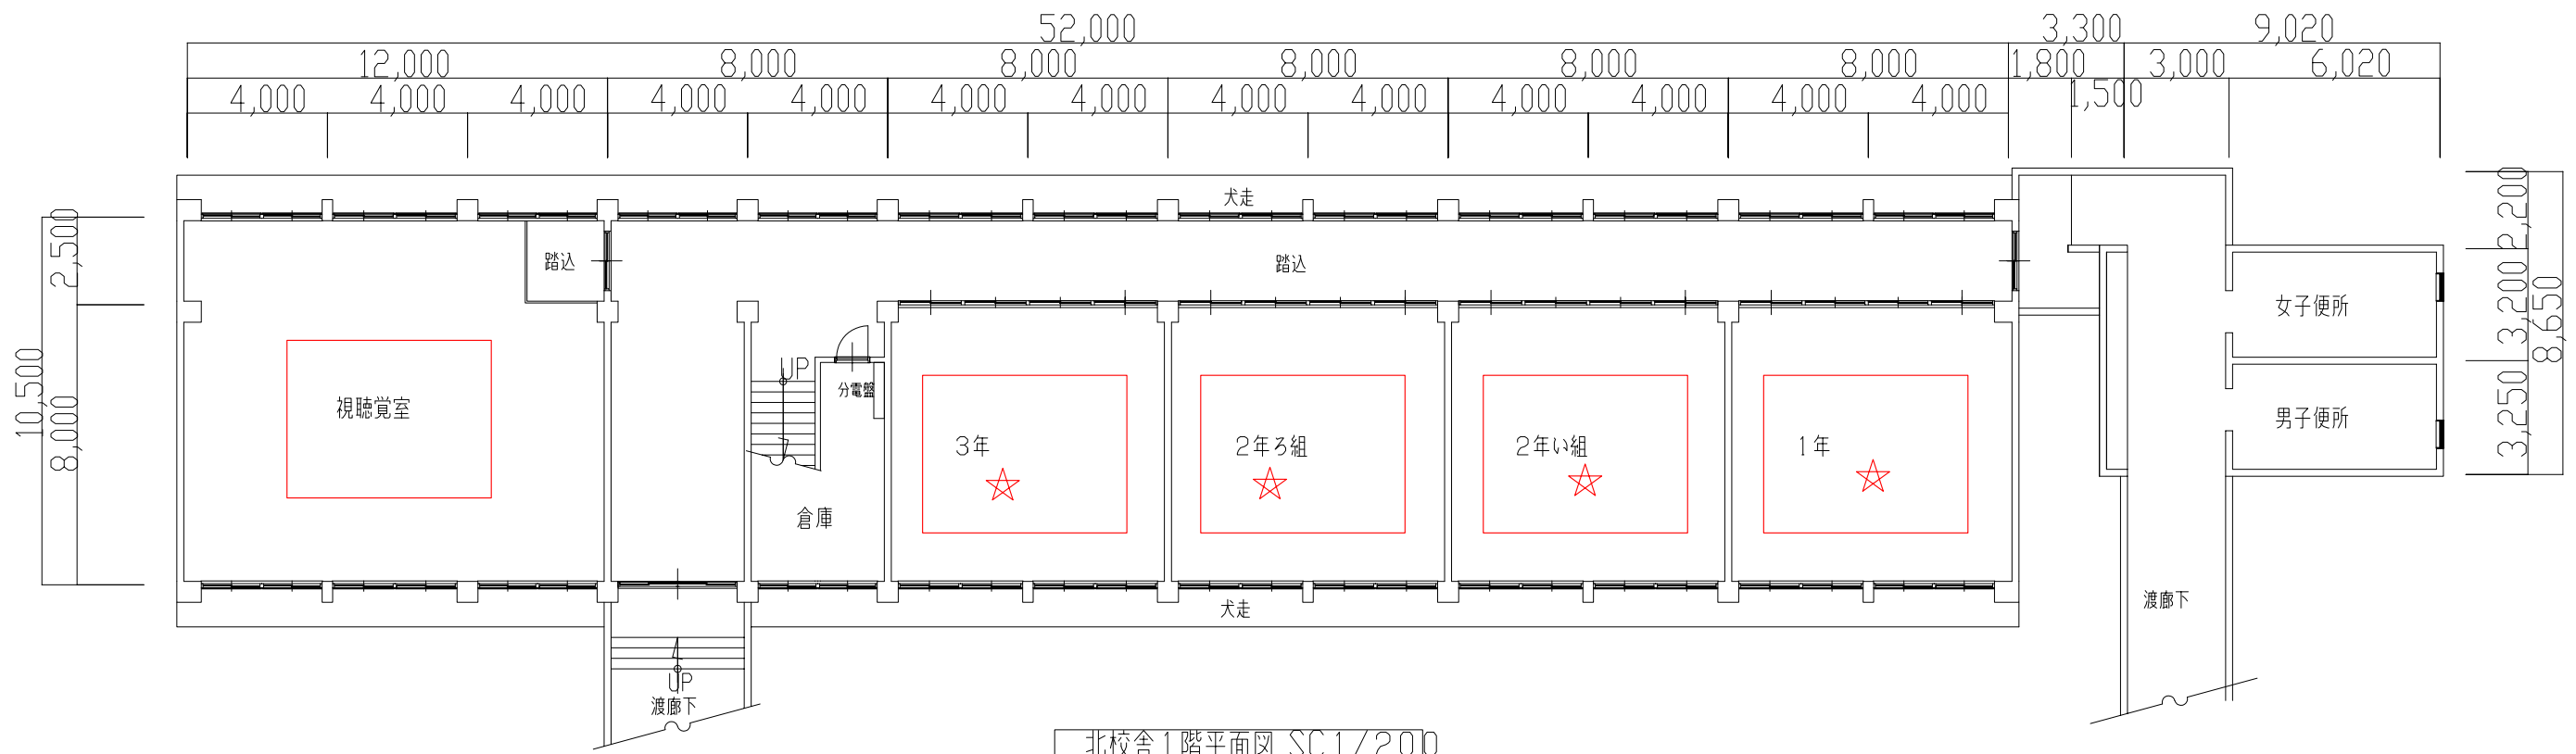 52,000 3,300 9,020
12,000 8,000 8,000 8,000 8,000 8,000 1,800 3,000 6,020
4,000 4,000 4,000 4,000 4,000 4,000 4,000 4,000 4,000 4,000 4,000 4,000 4,000 1,500
犬走
2,500 踏込 踏込 2,200
女子便所 3,200
10,500 8,650
UP
分電盤
8,000 視聴覚室 男子便所 3,250
3年 2年ろ組 2年い組 1年
倉庫
犬走 渡廊下
UP
渡廊下
北校舎1階平面図 SC1/200